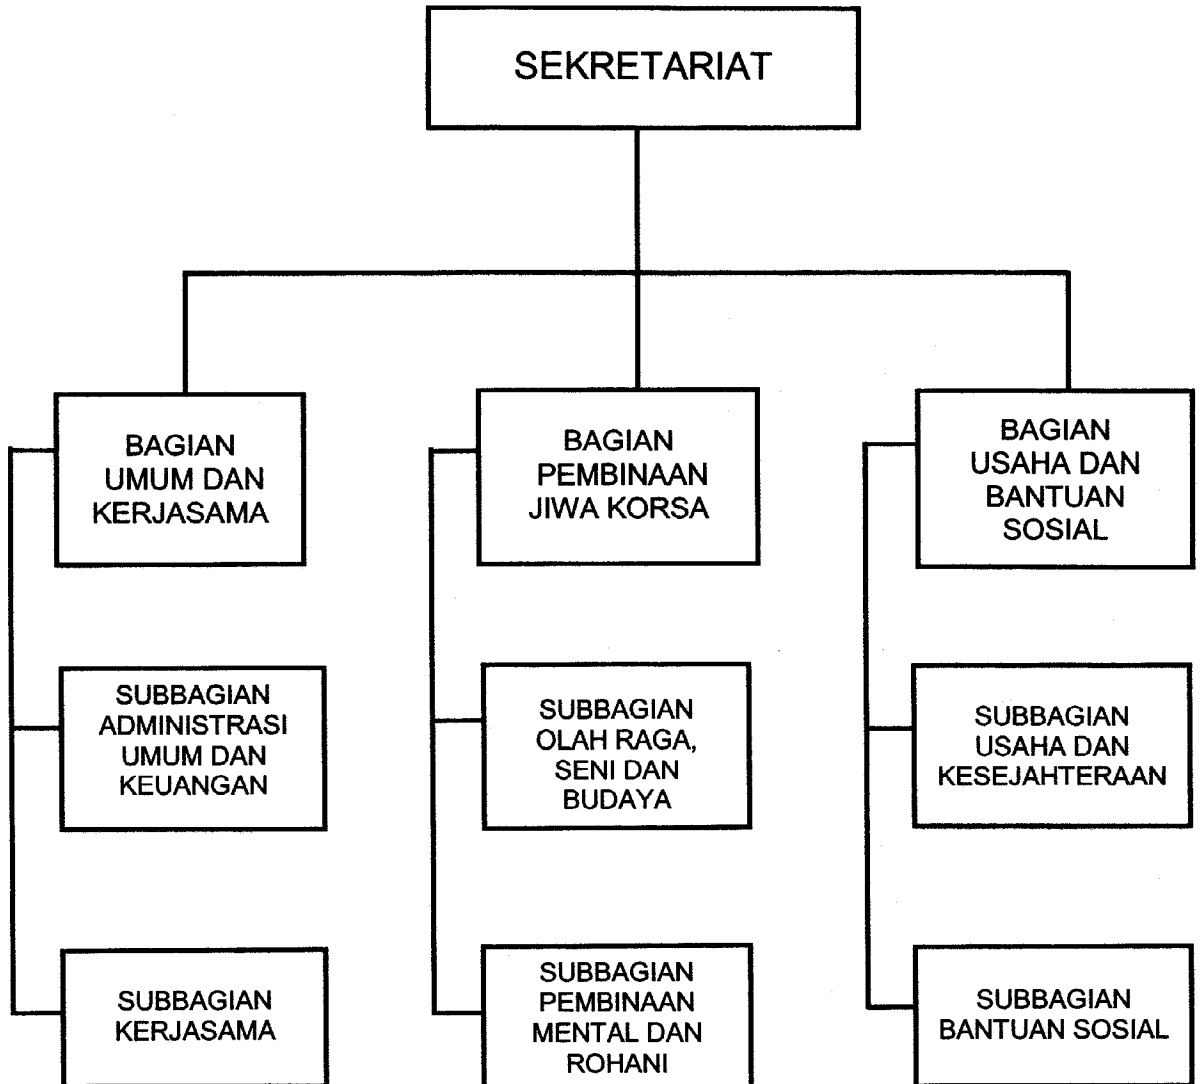 SEKRETARIAT
BAGIAN
UMUM DAN
KERJASAMA
BAGIAN
PEMBINAAN
JIWA KORSA
BAGIAN
USAHA DAN
BANTUAN
SOSIAL
SUBBAGIAN
ADMINISTRASI
UMUM DAN
KEUANGAN
SUBBAGIAN
OLAH RAGA,
SENI DAN
BUDAYA
SUBBAGIAN
USAHA DAN
KESEJAHTERAAN
SUBBAGIAN
KERJASAMA
SUBBAGIAN
PEMBINAAN
MENTAL DAN
ROHANI
SUBBAGIAN
BANTUAN SOSIAL